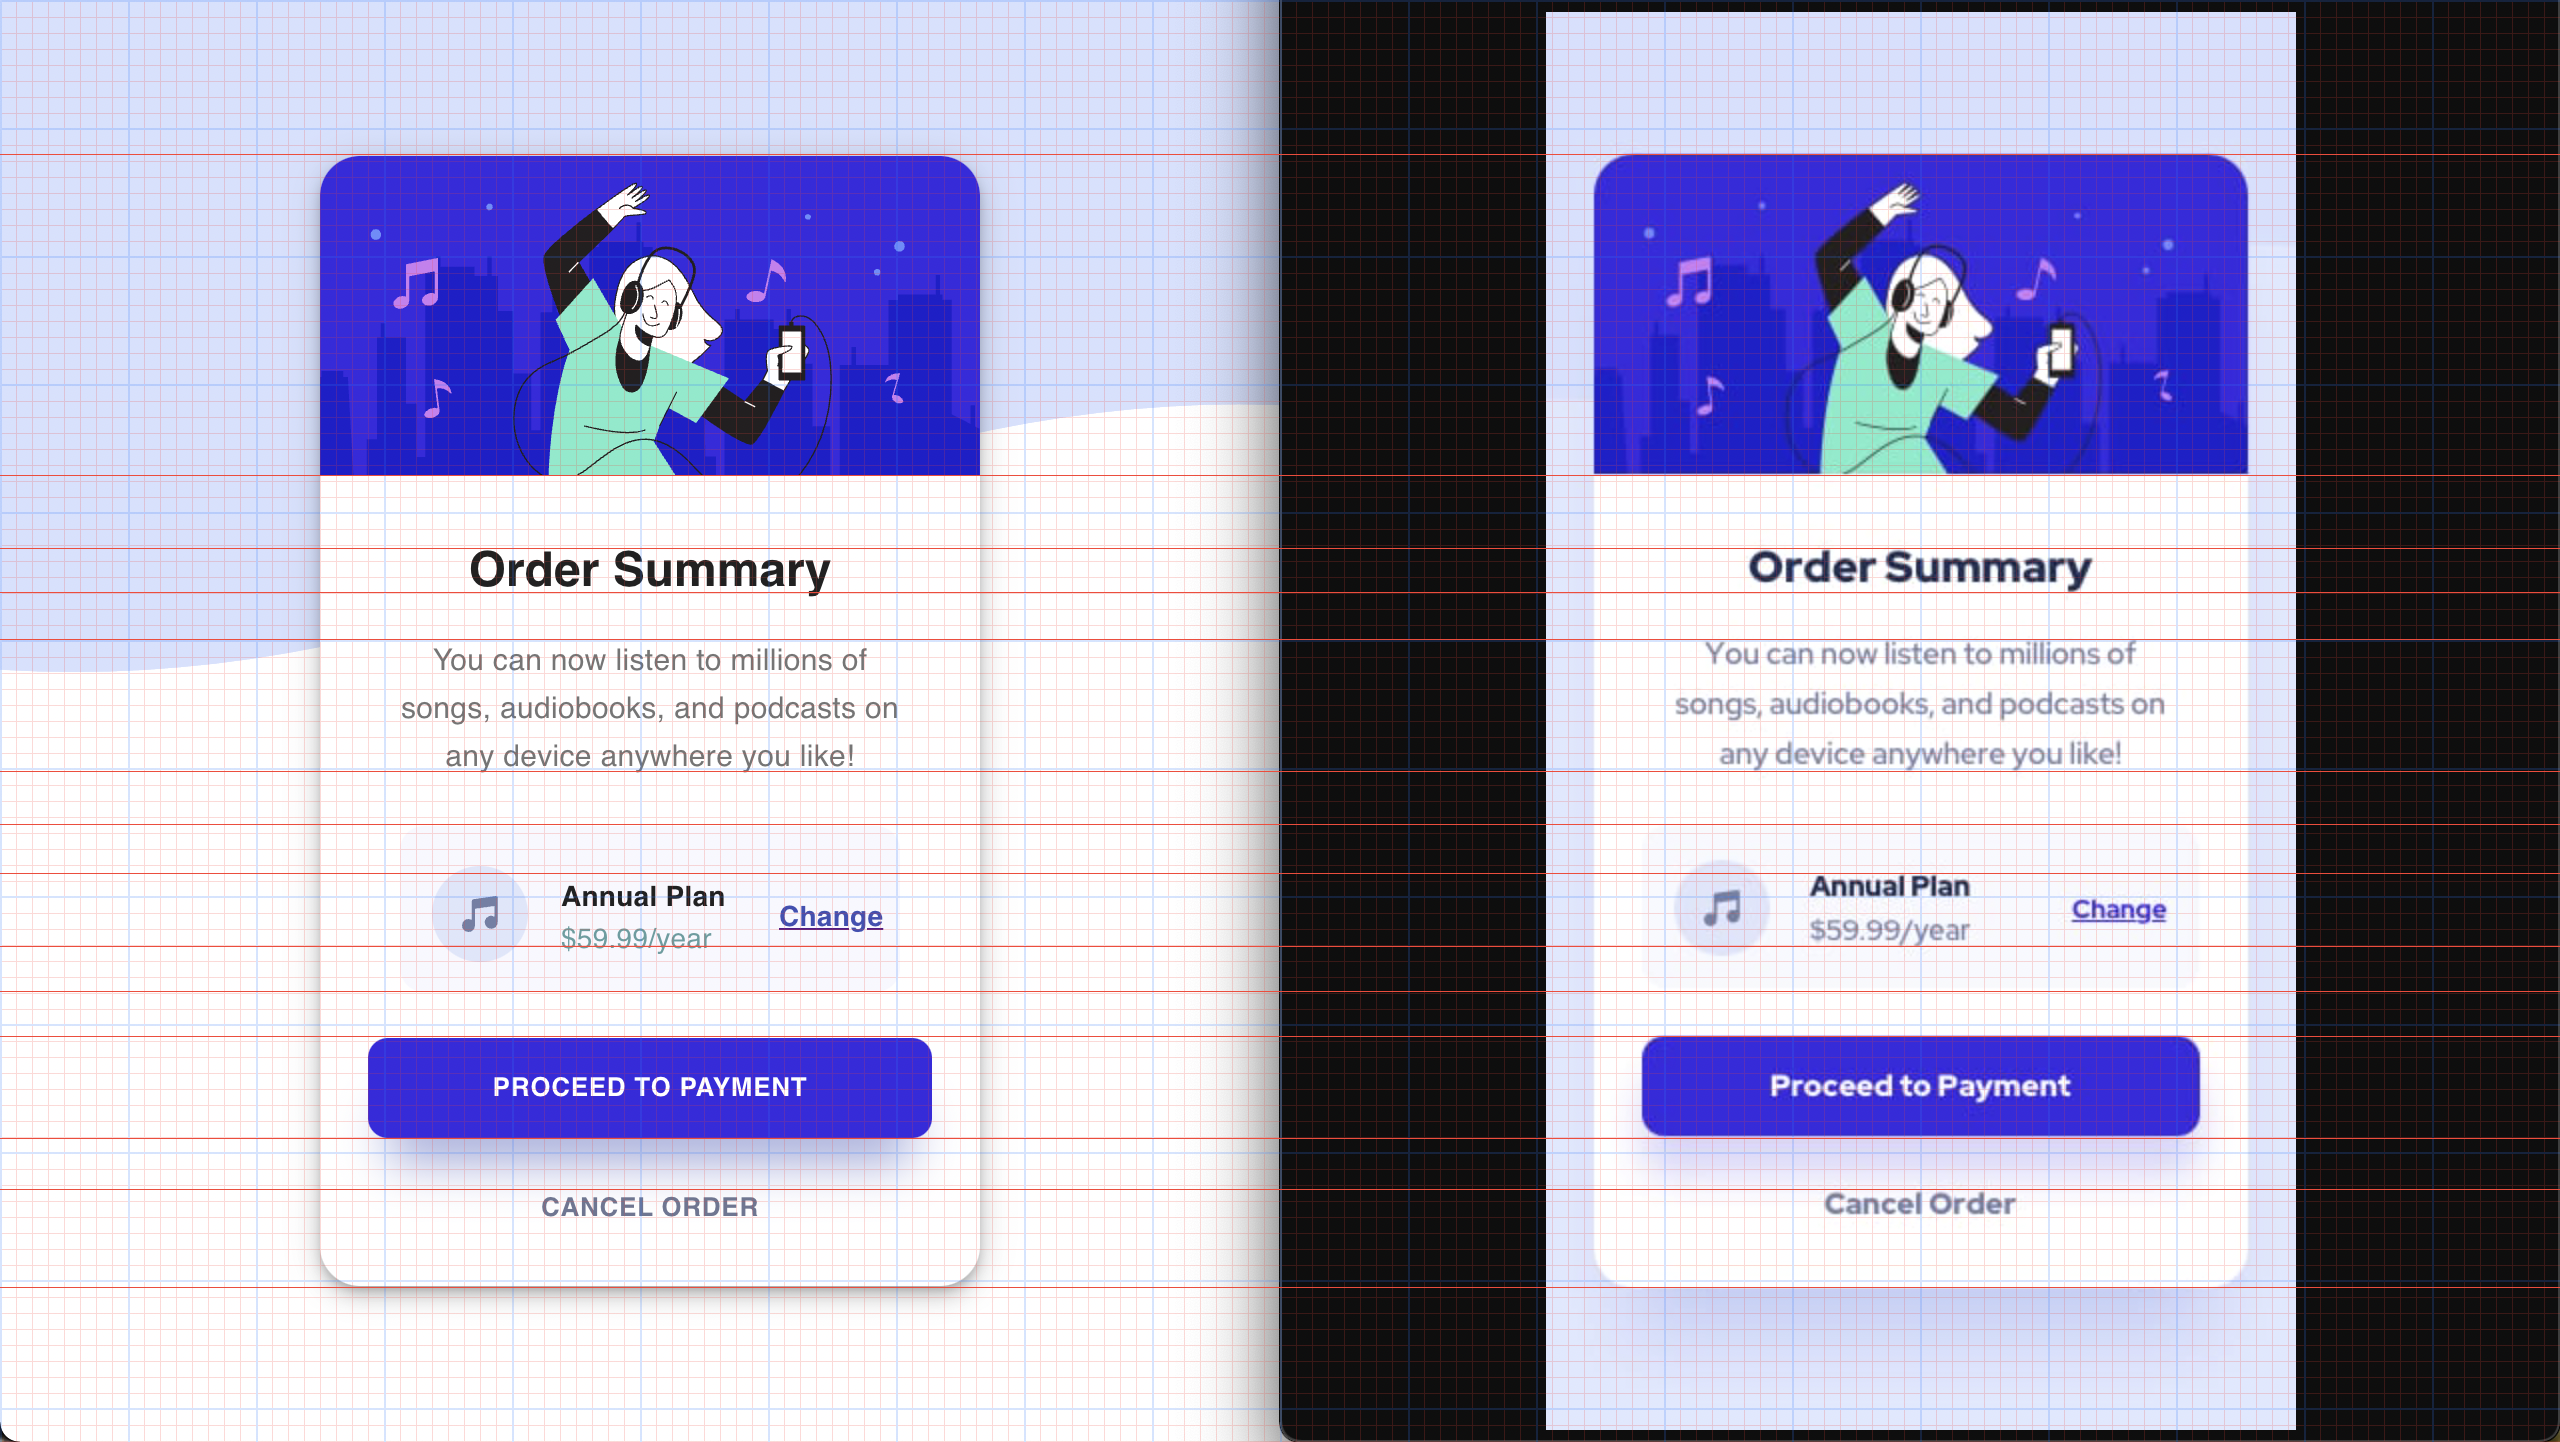 Order Summary
You can now listen to millions of
songs, audiobooks, and podcasts on
any device anywhere you like!
Annual Plan
$59.99/year
Change
PROCEED TO PAYMENT
CANCEL ORDER
Order Summary
You can now listen to millions of
songs, audiobooks, and podcasts on
any device anywhere you like!
Annual Plan
$59.99/year
Change
Proceed to Payment
Cancel Order